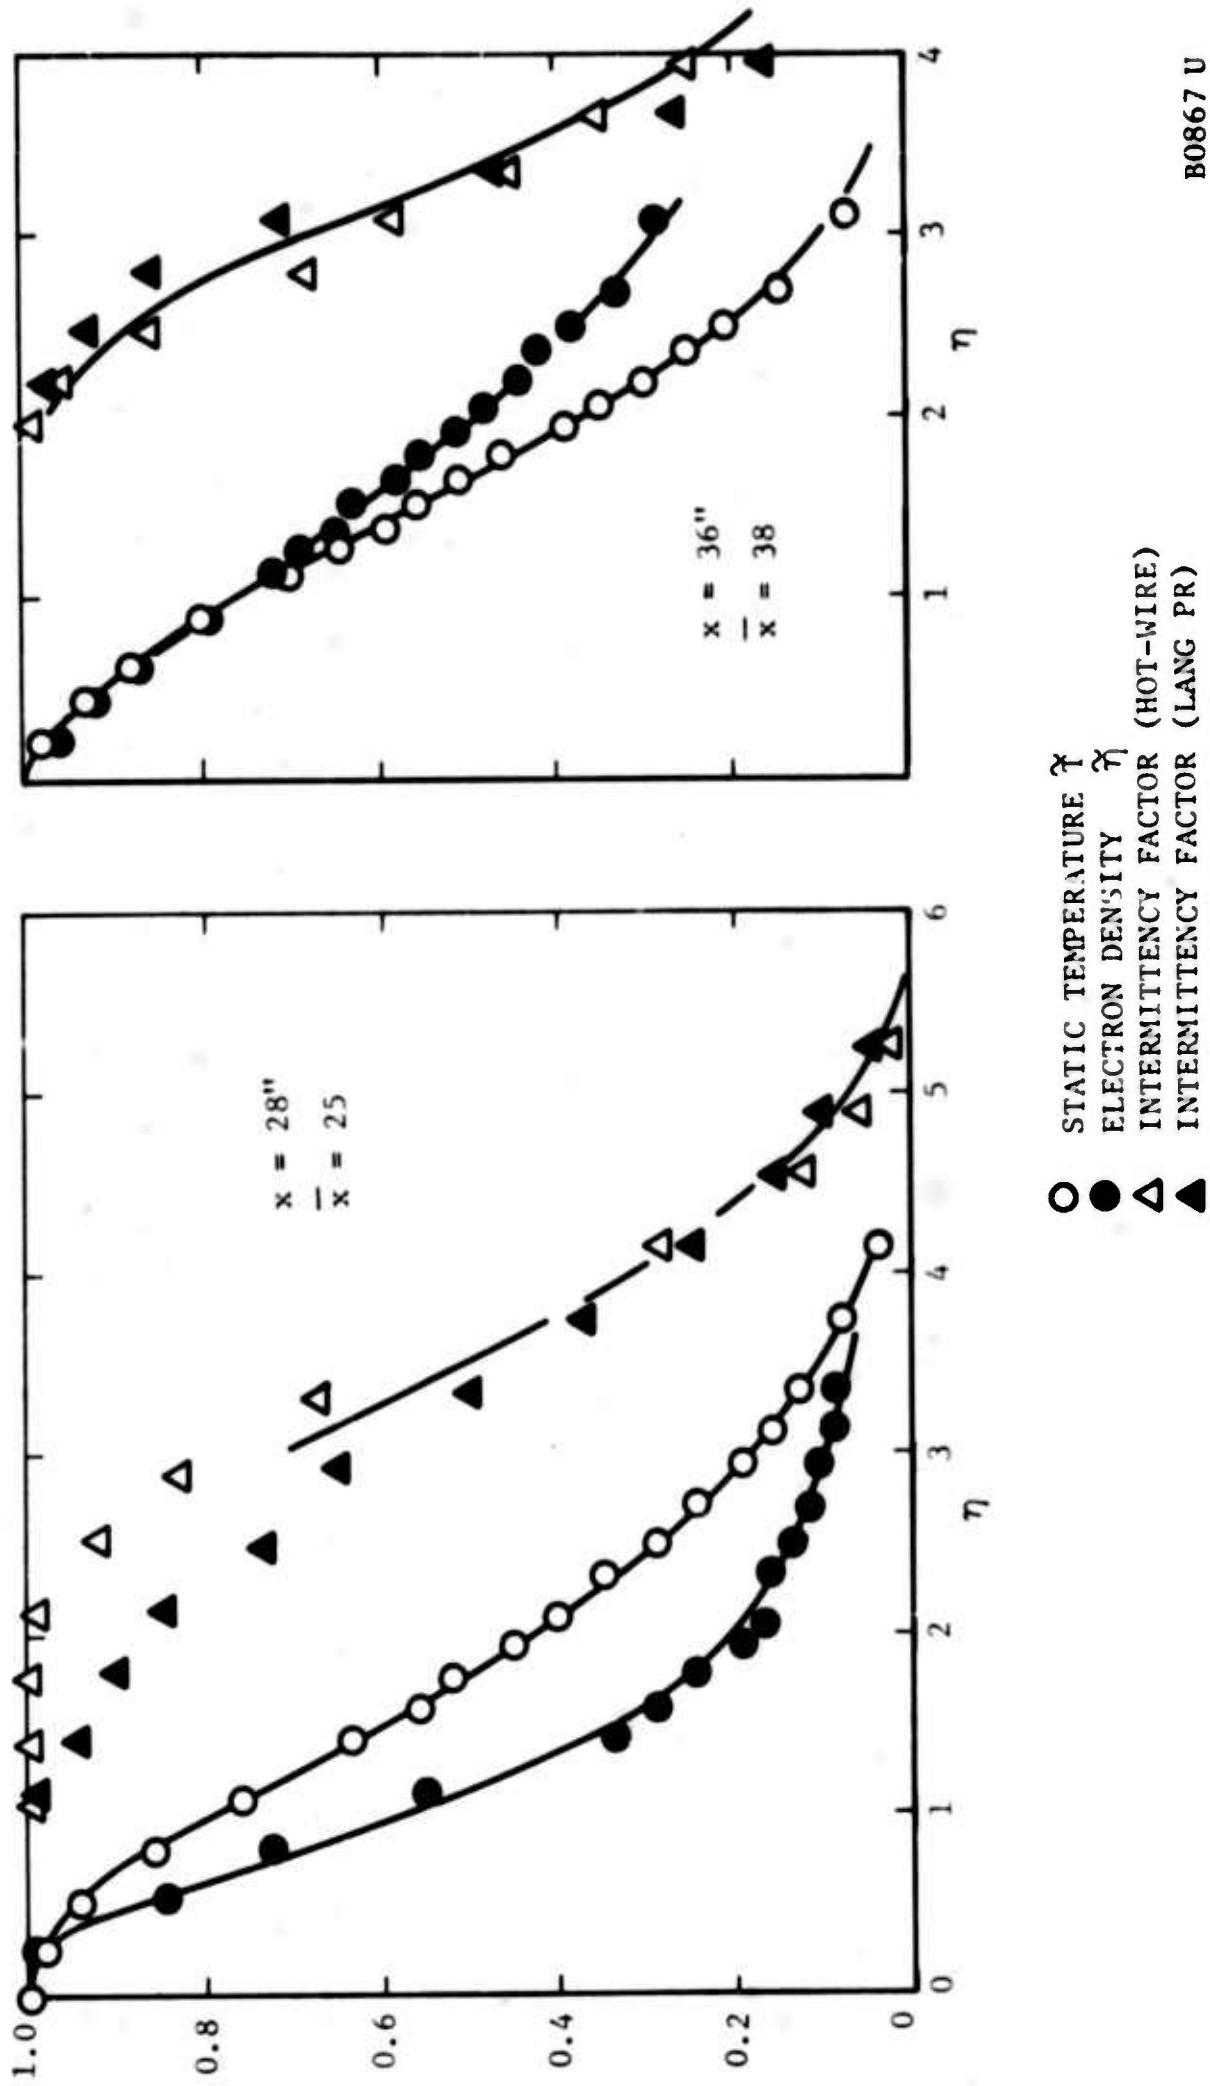 1.0
0.8
0.6
0.4
0.2
0
0
1
2
3
4
5
6
η
x = 28"
x̄ = 25
1
2
3
4
η
x = 36"
x̄ = 38
STATIC TEMPERATURE T̃
ELECTRON DENSITY η̃
INTERMITTENCY FACTOR (HOT-WIRE)
INTERMITTENCY FACTOR (LANG PR)
B0867 U